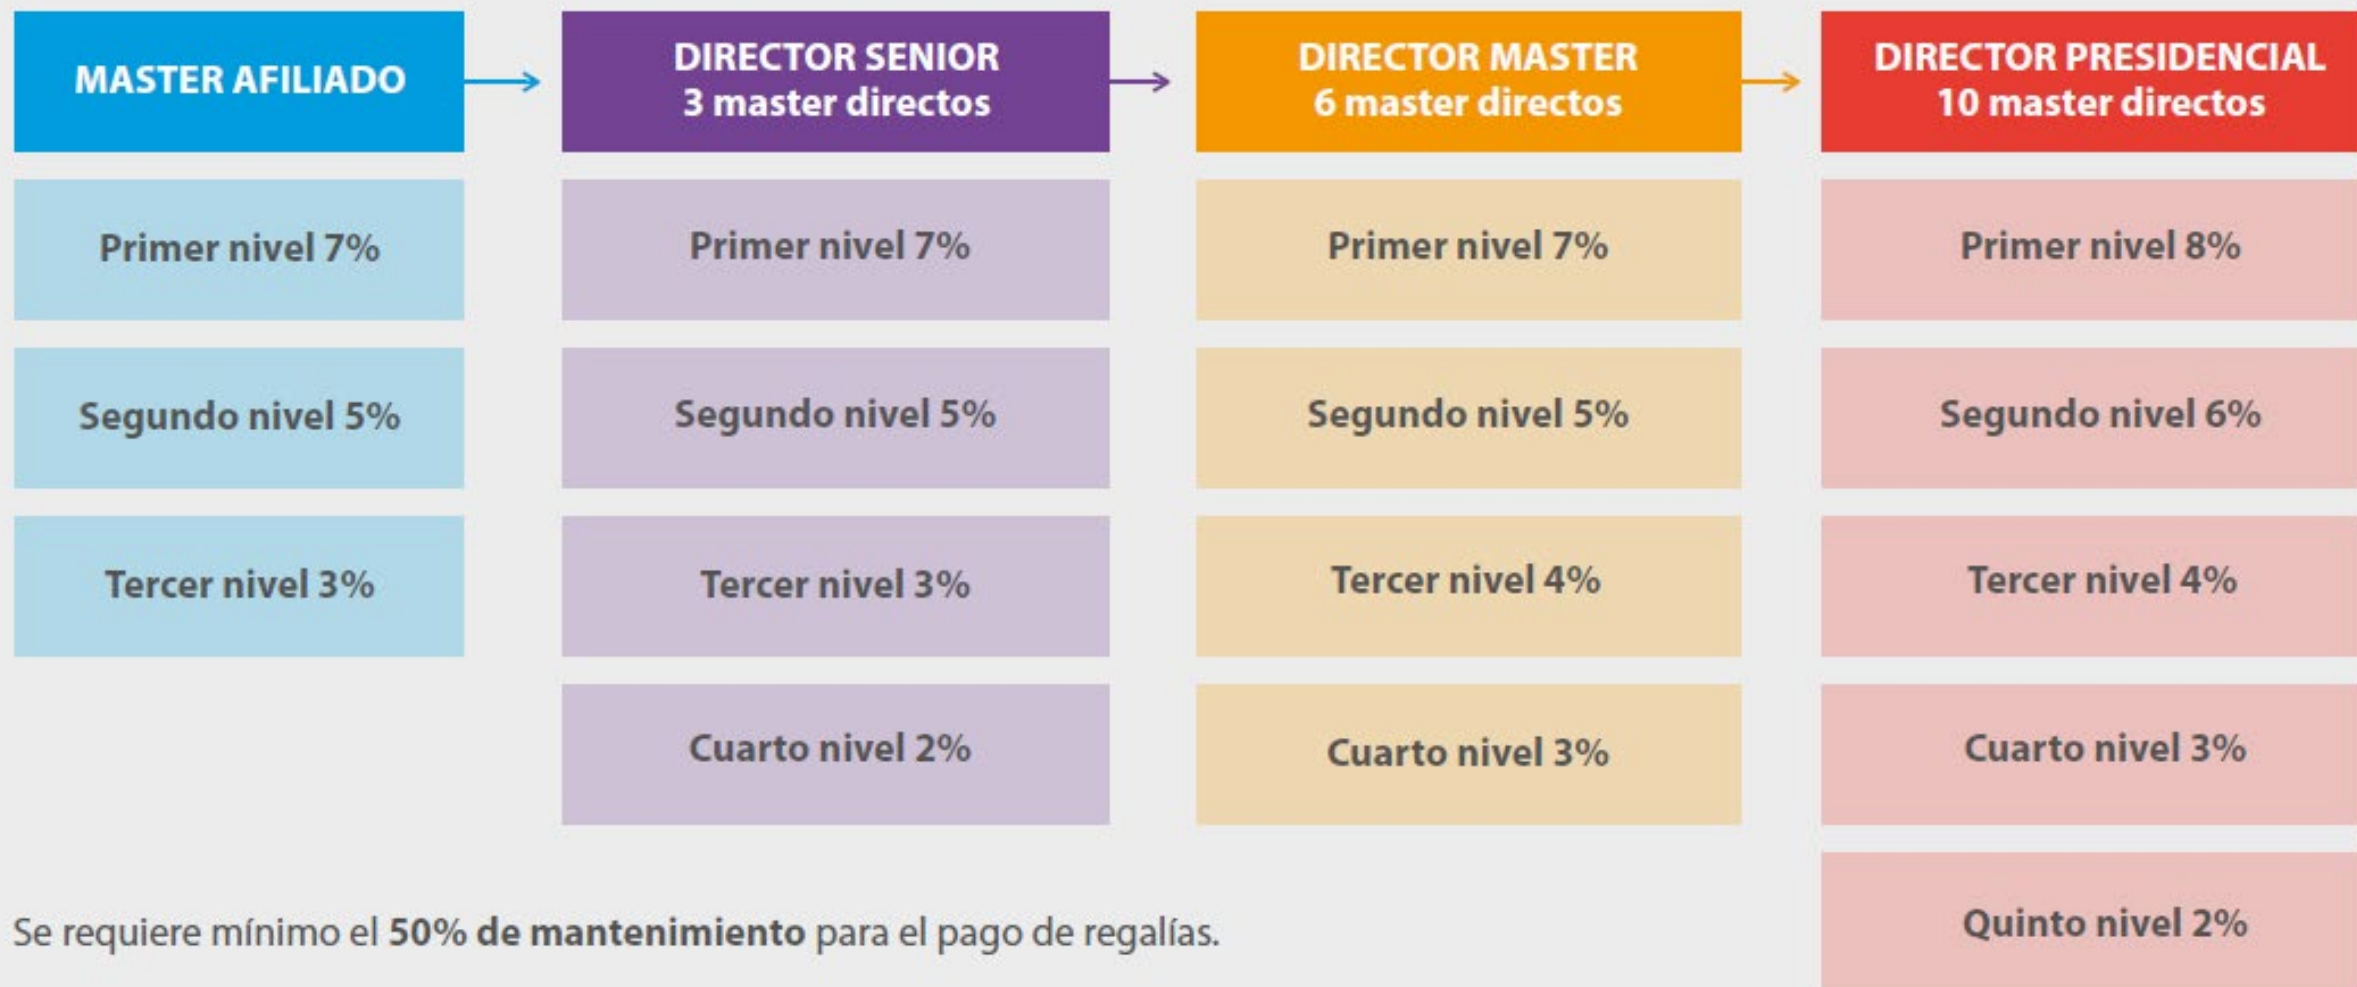 MASTER AFILIADO
DIRECTOR SENIOR
3 master directos
DIRECTOR MASTER
6 master directos
DIRECTOR PRESIDENCIAL
10 master directos
Primer nivel 7%
Primer nivel 7%
Primer nivel 7%
Primer nivel 8%
Segundo nivel 5%
Segundo nivel 5%
Segundo nivel 5%
Segundo nivel 6%
Tercer nivel 3%
Tercer nivel 3%
Tercer nivel 4%
Tercer nivel 4%
Cuarto nivel 2%
Cuarto nivel 3%
Cuarto nivel 3%
Quinto nivel 2%
Se requiere mínimo el 50% de mantenimiento para el pago de regalías.